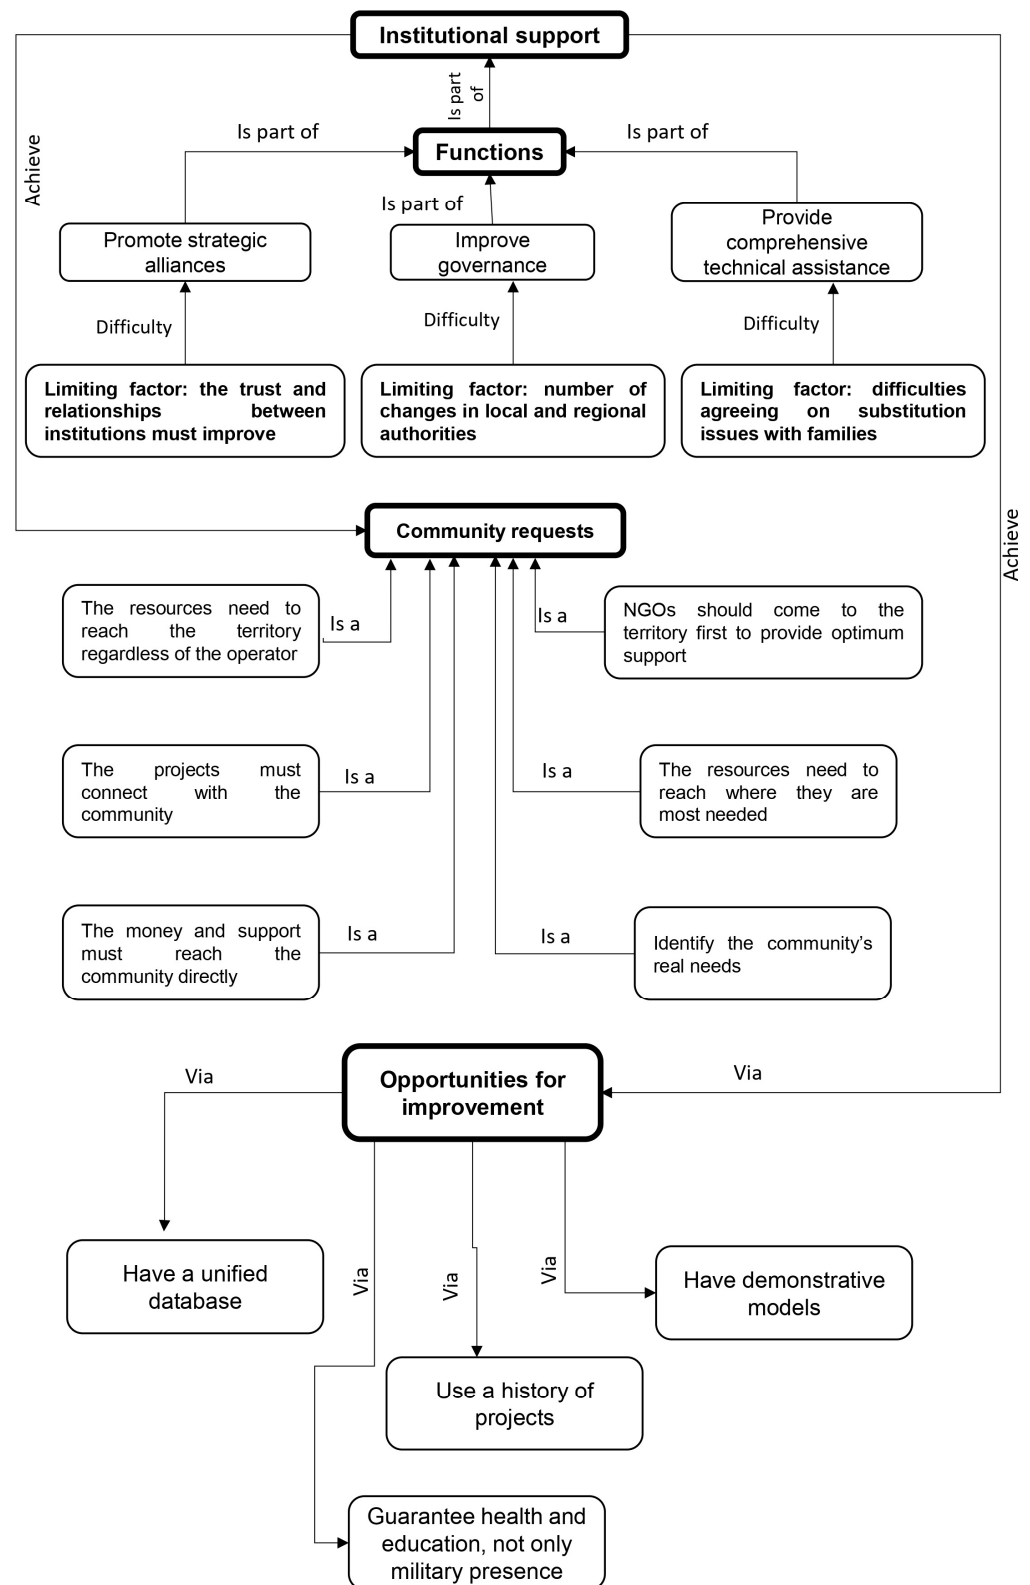 Institutional support
Is part
of
Achieve
Is part of
Is part of
Functions
Is part of
Promote strategic
alliances
Improve
governance
Provide
comprehensive
technical assistance
Difficulty
Difficulty
Difficulty
Limiting factor: the trust and
relationships between
institutions must improve
Limiting factor: number of
changes in local and regional
authorities
Limiting factor: difficulties
agreeing on substitution
issues with families
Community requests
Achieve
The resources need to
reach the territory
regardless of the operator
Is a
Is a
NGOs should come to the
territory first to provide optimum
support
The projects must
connect with the
community
Is a
Is a
The resources need to
reach where they are
most needed
The money and support
must reach the
community directly
Is a
Is a
Identify the community’s
real needs
Via
Opportunities for
improvement
Via
Have a unified
database
Via
Via
Via
Have demonstrative
models
Use a history of
projects
Guarantee health and
education, not only
military presence